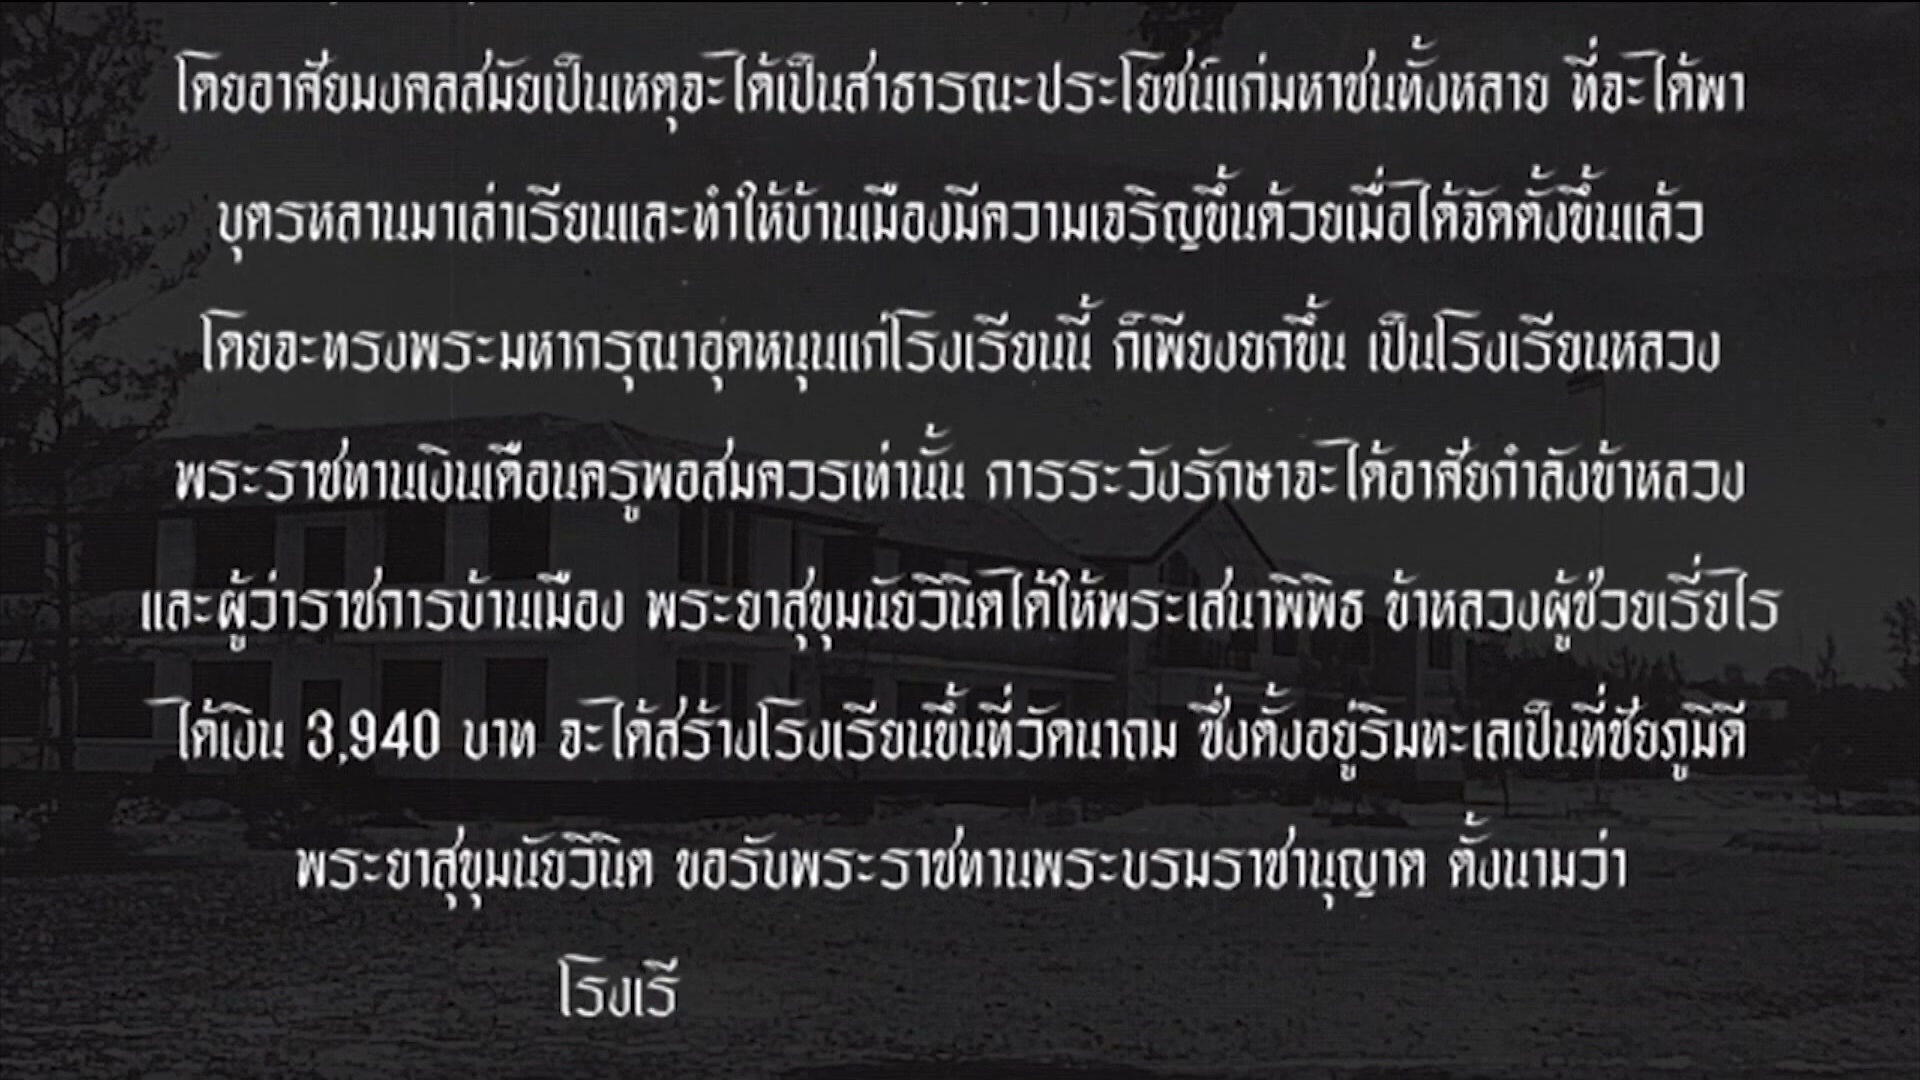 โดยอาศัยมงคลสมัยเป็นเหตุจะได้เป็นสาธารณะประโยชน์แก่มหาชนทั้งหลาย ที่จะได้พา
บุตรหลานมาเล่าเรียนและทำให้บ้านเมืองมีความเจริญขึ้นด้วยเมื่อได้จัดตั้งขึ้นแล้ว
โดยจะทรงพระมหากรุณาอุดหนุนแก่โรงเรียนนี้ ก็เพียงยกขึ้น เป็นโรงเรียนหลวง
พระราชทานเงินเดือนครูพอสมควรเท่านั้น การระวังรักษาจะได้อาศัยกำลังข้าหลวง
และผู้ว่าราชการบ้านเมือง พระยาสุขุมนัยวินิตได้ให้พระเสนาพิพิธ ข้าหลวงผู้ช่วยเรี่ยไร
ได้เงิน 3,940 บาท จะได้สร้างโรงเรียนขึ้นที่วัดนาถม ซึ่งตั้งอยู่ริมทะเลเป็นที่ชัยภูมิดี
พระยาสุขุมนัยวินิต ขอรับพระราชทานพระบรมราชานุญาต ตั้งนามว่า
โรงเรี